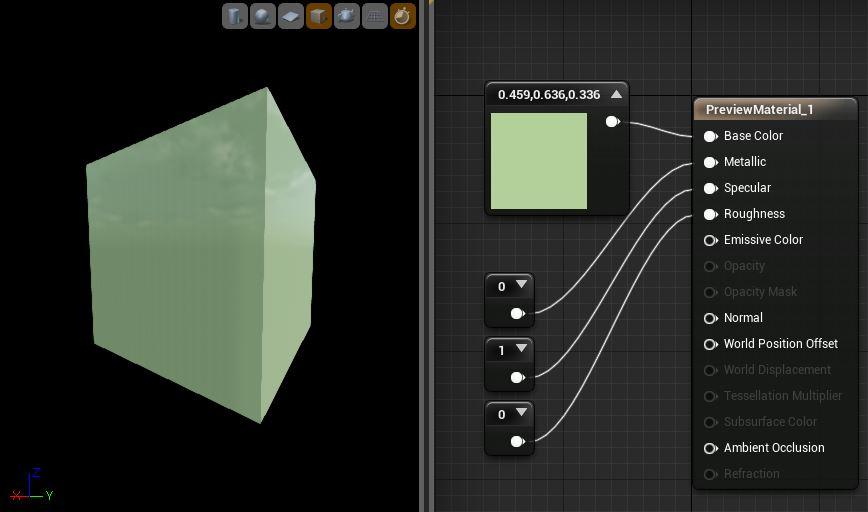 0.459,0.636,0.336
PreviewMaterial_1
Base Color
Metallic
Specular
Roughness
Emissive Color
Opacity
Opacity Mask
Normal
World Position Offset
World Displacement
Tessellation Multiplier
Subsurface Color
Ambient Occlusion
Refraction
0
1
0
Z
X
Y